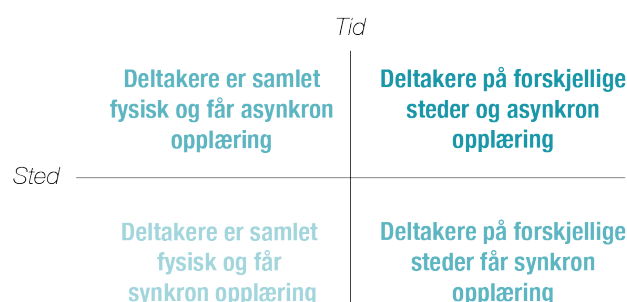 Tid
Deltakere er samlet
fysisk og får asynkron
opplæring
Deltakere på forskjellige
steder og asynkron
opplæring
Sted
Deltakere er samlet
fysisk og får
synkron opplæring
Deltakere på forskjellige
steder får synkron
opplæring